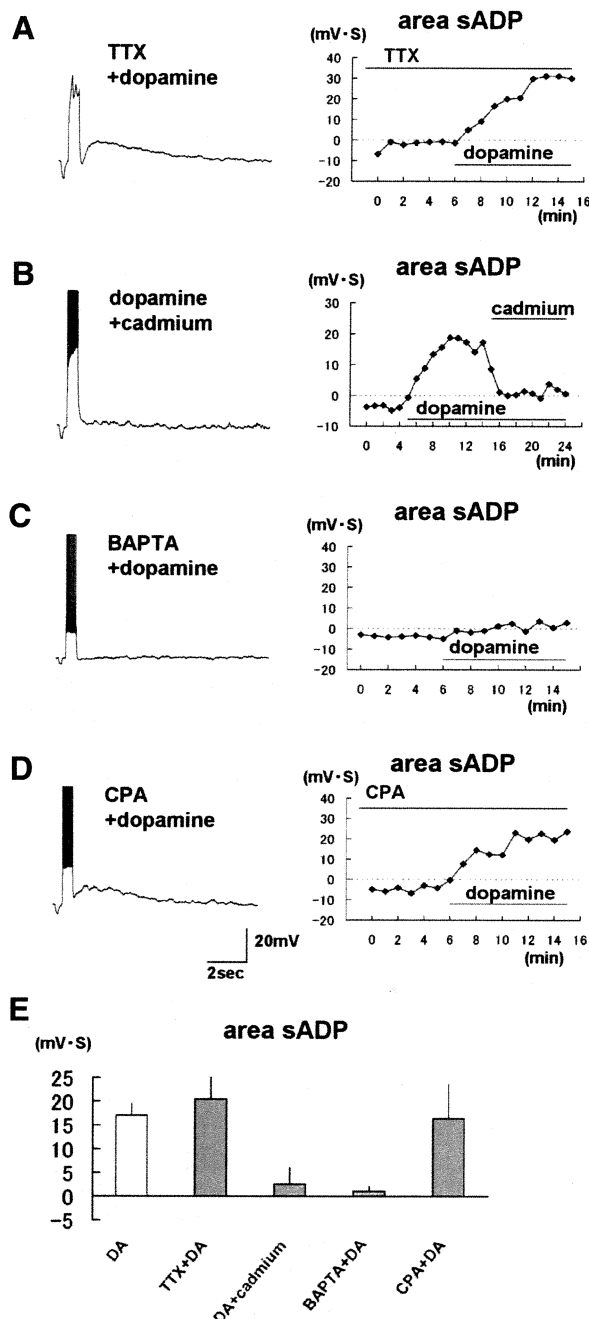 A
TTX
+dopamine
area sADP
(mV·S)
TTX
40
30
20
10
0
-10
-20
dopamine
0 2 4 6 8 10 12 14 16
(min)
B
dopamine
+cadmium
area sADP
(mV·S)
cadmium
30
20
10
0
-10
dopamine
0 4 8 12 16 20 24
(min)
C
BAPTA
+dopamine
area sADP
(mV·S)
40
30
20
10
0
-10
-20
dopamine
0 2 4 6 8 10 12 14
(min)
D
CPA
+dopamine
area sADP
(mV·S)
CPA
40
30
20
10
0
-10
-20
dopamine
0 2 4 6 8 10 12 14 16
(min)
20mV
2sec
E
area sADP
(mV·S)
25
20
15
10
5
0
-5
DA
TTX+DA
DA+cadmium
BAPTA+DA
CPA+DA